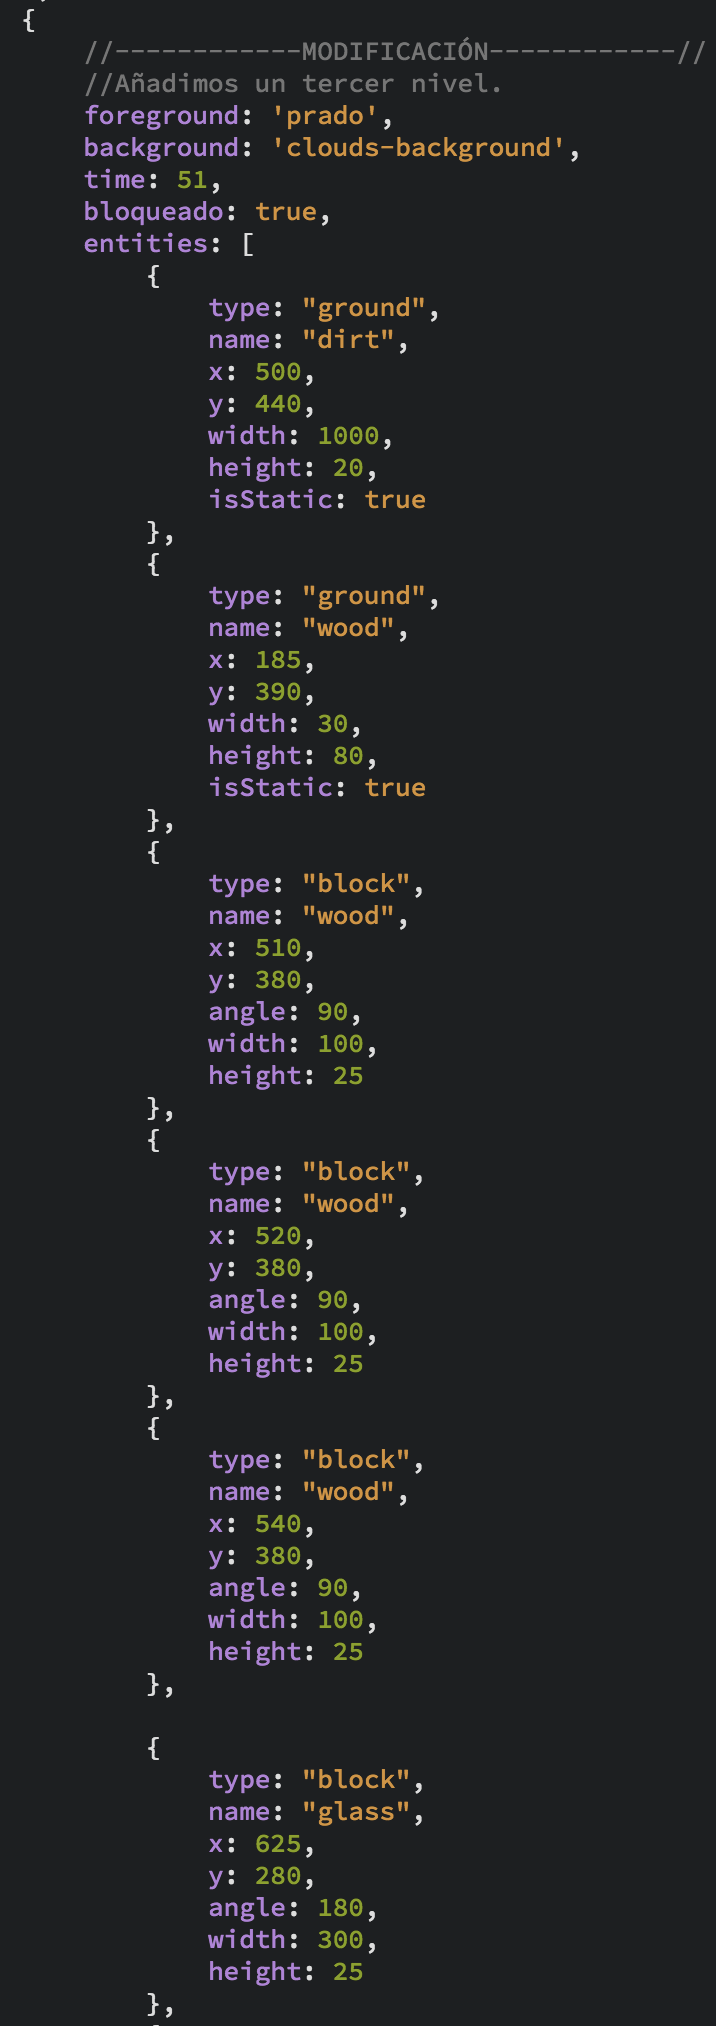 {
//------------MODIFICACIÓN------------//
//Añadimos un tercer nivel.
foreground: 'prado',
background: 'clouds-background',
time: 51,
bloqueado: true,
entities: [
{
type: "ground",
name: "dirt",
x: 500,
y: 440,
width: 1000,
height: 20,
isStatic: true
},
{
type: "ground",
name: "wood",
x: 185,
y: 390,
width: 30,
height: 80,
isStatic: true
},
{
type: "block",
name: "wood",
x: 510,
y: 380,
angle: 90,
width: 100,
height: 25
},
{
type: "block",
name: "wood",
x: 520,
y: 380,
angle: 90,
width: 100,
height: 25
},
{
type: "block",
name: "wood",
x: 540,
y: 380,
angle: 90,
width: 100,
height: 25
},
{
type: "block",
name: "glass",
x: 625,
y: 280,
angle: 180,
width: 300,
height: 25
},